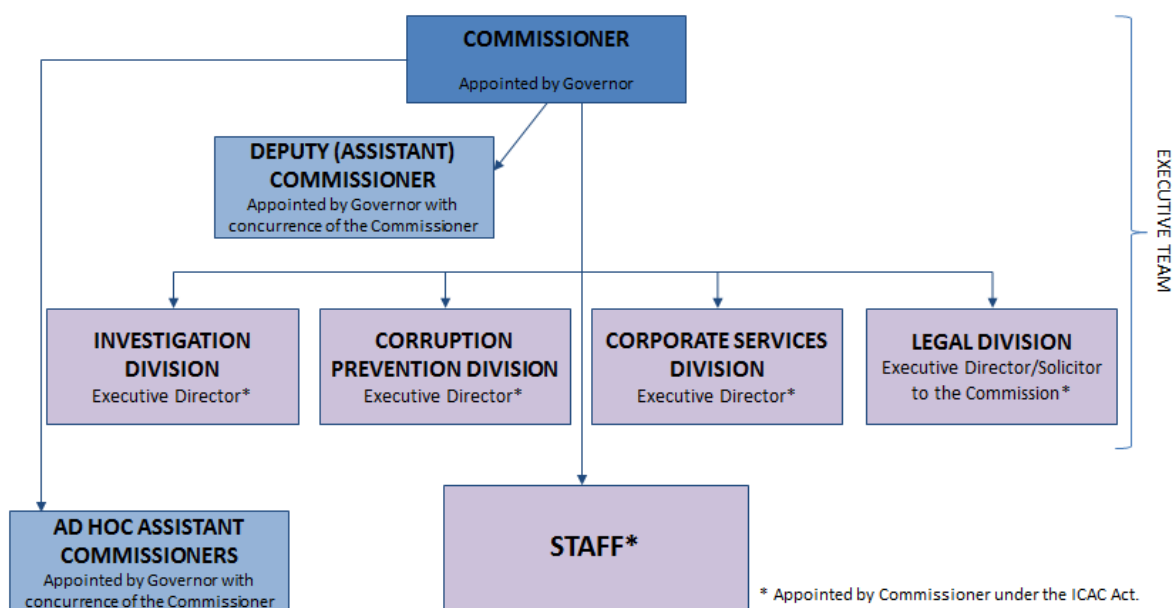 COMMISSIONER
Appointed by Governor
DEPUTY (ASSISTANT)
COMMISSIONER
Appointed by Governor with
concurrence of the Commissioner
EXECUTIVE TEAM
INVESTIGATION
DIVISION
Executive Director*
CORRUPTION
PREVENTION DIVISION
Executive Director*
CORPORATE SERVICES
DIVISION
Executive Director*
LEGAL DIVISION
Executive Director/Solicitor
to the Commission*
AD HOC ASSISTANT
COMMISSIONERS
Appointed by Governor with
concurrence of the Commissioner
STAFF*
* Appointed by Commissioner under the ICAC Act.